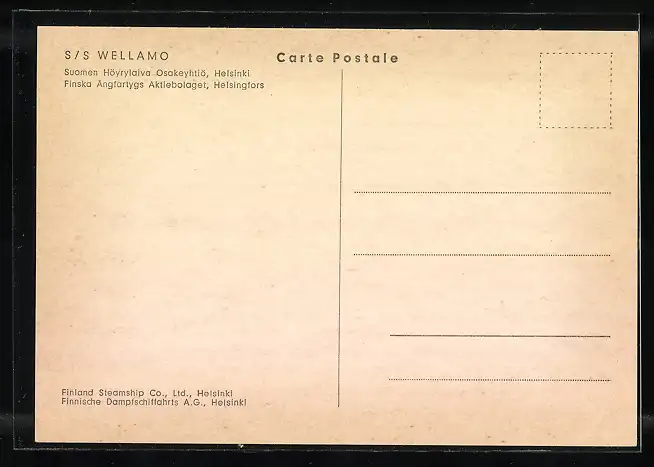 S/S WELLAMO
Carte Postale
Suomen Höyrylaiva Osakeyhtiö, Helsinki
Finska Ångfartygs Aktiebolaget, Helsingfors
Finland Steamship Co., Ltd., Helsinki
Finnische Dampfschiffahrts A.G., Helsinki